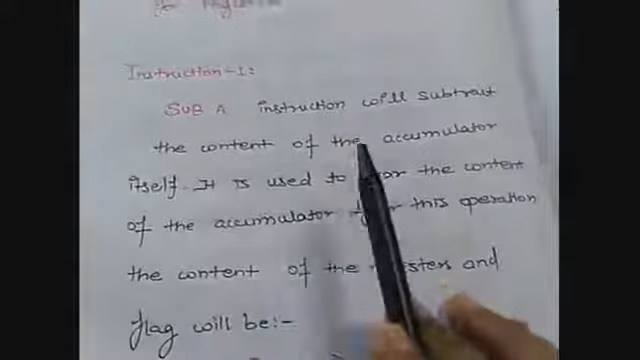 Instruction-1:
SUB A instruction will subtract
the content of the accumulator
itself. It is used to the content
of the accumulator this operation
the content of the and
flag will be:-